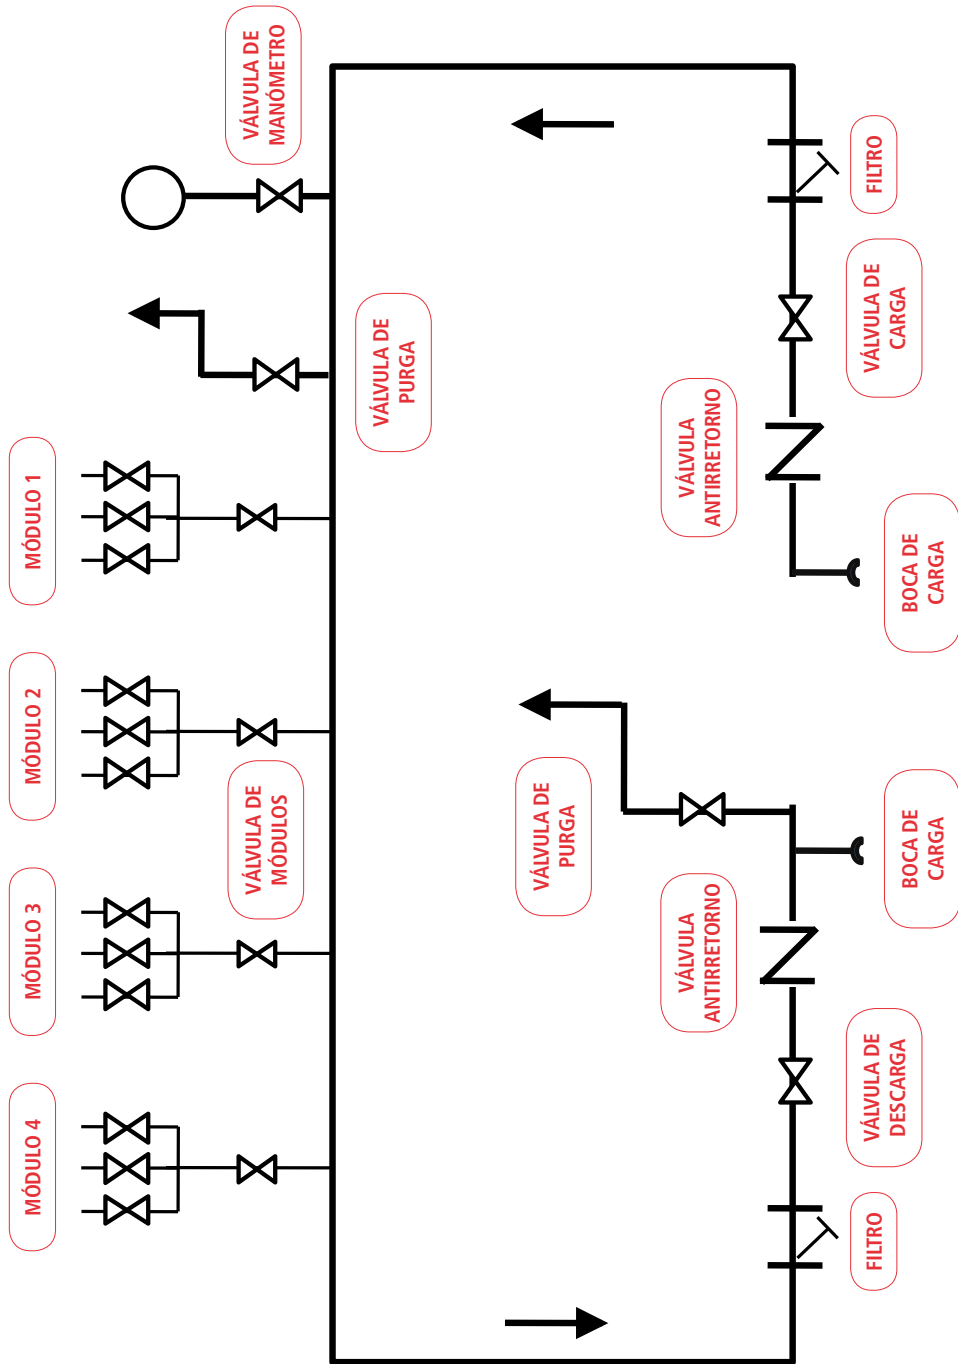 MÓDULO 4
MÓDULO 3
MÓDULO 2
MÓDULO 1
VÁLVULA DE
MÓDULOS
VÁLVULA DE
MANÓMETRO
VÁLVULA DE
PURGA
VÁLVULA DE
PURGA
VÁLVULA
ANTIRRETORNO
VÁLVULA
ANTIRRETORNO
FILTRO
VÁLVULA DE
DESCARGA
BOCA DE
CARGA
BOCA DE
CARGA
VÁLVULA DE
CARGA
FILTRO